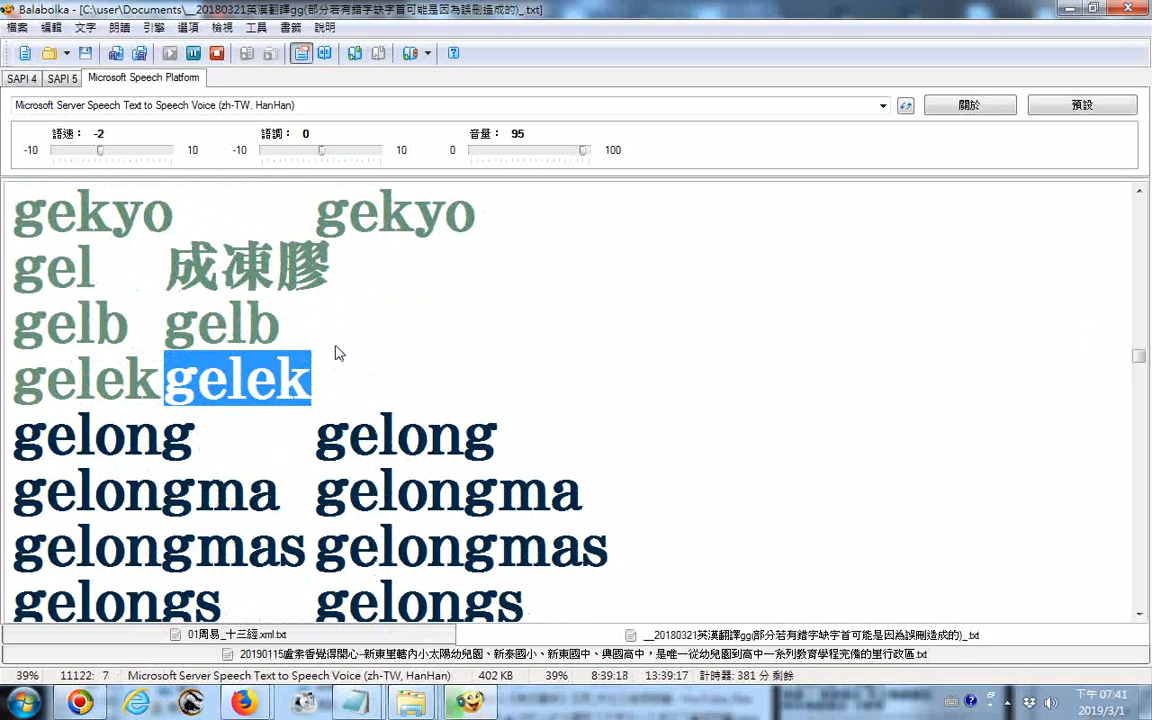 Balabolka - [C:\user\Documents\__20180321英漢翻譯gg(部分若有錯字缺字首可能是因為誤刪造成的)_.txt]
檔案 編輯 文字 朗讀 引擎 選項 檢視 工具 書籤 說明
SAPI 4 SAPI 5 Microsoft Speech Platform
Microsoft Server Speech Text to Speech Voice (zh-TW, HanHan) 關於 預設
語速： -2 語調： 0 音量： 95
-10 10 -10 10 0 100
gekyo gekyo
gel 成凍膠
gelb gelb
gelek gelek
gelong gelong
gelongma gelongma
gelongmas gelongmas
gelongs gelongs
01周易_十三經.xml.txt __20180321英漢翻譯gg(部分若有錯字缺字首可能是因為誤刪造成的)_.txt
20190115盧素香覺得開心-新東里轄內小太陽幼兒園、新泰國小、新東國中、興國高中，是唯一從幼兒園到高中一系列教育學程完備的里行政區.txt
39% 11122: 7 Microsoft Server Speech Text to Speech Voice (zh-TW, HanHan) 402 KB 39% 8:39:18 13:39:17 計時器: 381 分 剩餘
下午 07:41
2019/3/1